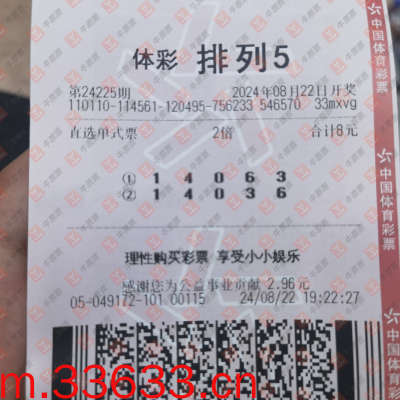 体彩 排列5
第24225期 2024年08月22日开奖
110110-114561-120495-756233 546570 33mxvg
直选单式票 2倍 合计8元
① 1 4 0 6 3
② 1 4 0 3 6
理性购买彩票 享受小小娱乐
感谢您为公益事业贡献 2.96元
05-049172-101 00115 24/08/22 19:22:27
m.33633.cn
中国体育彩票
中国体育彩票
中国体育彩票